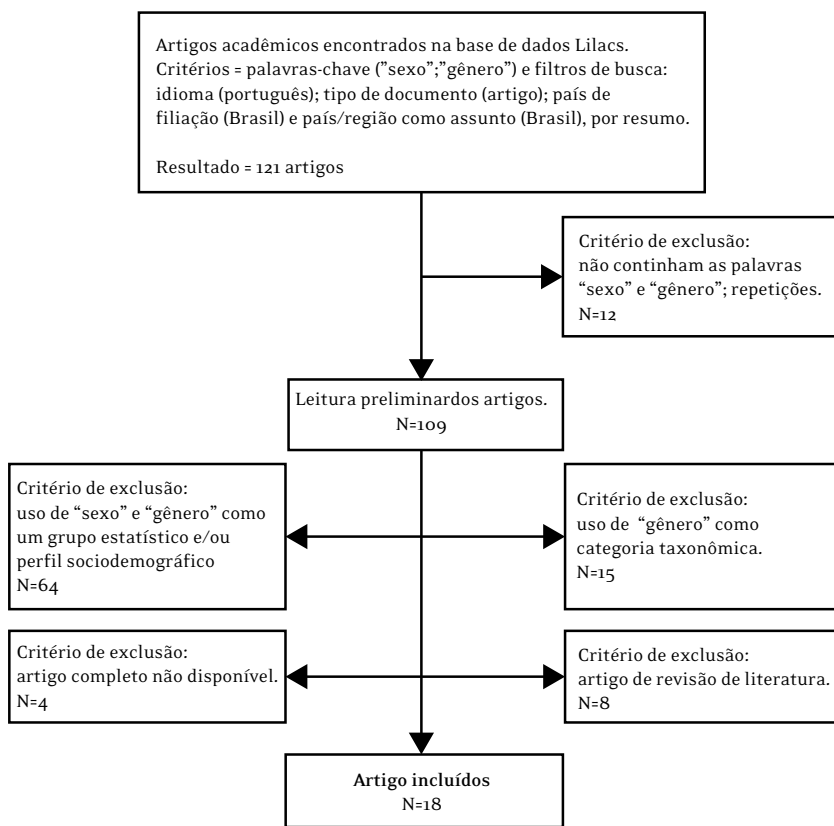 Artigos acadêmicos encontrados na base de dados Lilacs.
Critérios = palavras-chave (”sexo”;”gênero”) e filtros de busca:
idioma (português); tipo de documento (artigo); país de
filiação (Brasil) e país/região como assunto (Brasil), por resumo.
Resultado = 121 artigos
Critério de exclusão:
não continham as palavras
“sexo” e “gênero”; repetições.
N=12
Leitura preliminardos artigos.
N=109
Critério de exclusão:
uso de “sexo” e “gênero” como
um grupo estatístico e/ou
perfil sociodemográfico
N=64
Critério de exclusão:
uso de “gênero” como
categoria taxonômica.
N=15
Critério de exclusão:
artigo completo não disponível.
N=4
Critério de exclusão:
artigo de revisão de literatura.
N=8
Artigo incluídos
N=18